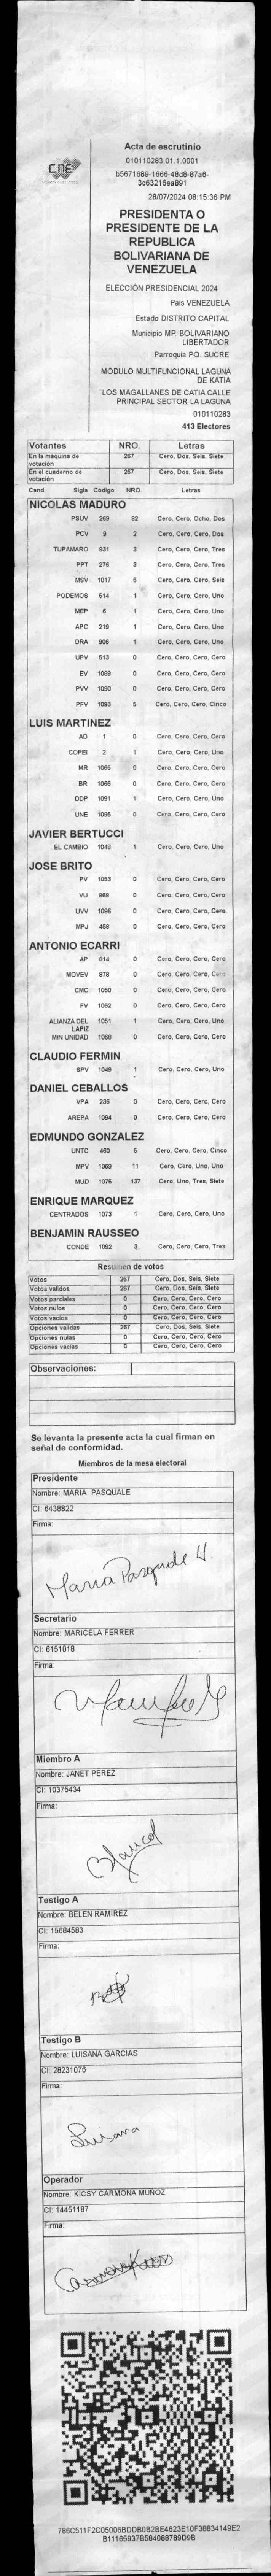 CNE
Acta de escrutinio
010110283.01.1.0001
b5671689-1666-48d8-87a6-
3c63216ea891
28/07/2024 08:15:36 PM
PRESIDENTA O
PRESIDENTE DE LA
REPUBLICA
BOLIVARIANA DE
VENEZUELA
ELECCIÓN PRESIDENCIAL 2024
Pais VENEZUELA
Estado DISTRITO CAPITAL
Municipio MP. BOLIVARIANO
LIBERTADOR
Parroquia PQ. SUCRE
MÓDULO MULTIFUNCIONAL LAGUNA
DE KATIA
LOS MAGALLANES DE CATIA CALLE
PRINCIPAL SECTOR LA LAGUNA
010110283
413 Electores
Votantes NRO. Letras
En la máquina de votación 267 Cero, Dos, Seis, Siete
En el cuaderno de votación 267 Cero, Dos, Seis, Siete
Cand. Sigla Código NRO. Letras
NICOLAS MADURO
PSUV 269 82 Cero, Cero, Ocho, Dos
PCV 9 2 Cero, Cero, Cero, Dos
TUPAMARO 931 3 Cero, Cero, Cero, Tres
PPT 276 3 Cero, Cero, Cero, Tres
MSV 1017 6 Cero, Cero, Cero, Seis
PODEMOS 514 1 Cero, Cero, Cero, Uno
MEP 6 1 Cero, Cero, Cero, Uno
APC 219 1 Cero, Cero, Cero, Uno
ORA 906 1 Cero, Cero, Cero, Uno
UPV 513 0 Cero, Cero, Cero, Cero
EV 1089 0 Cero, Cero, Cero, Cero
PVV 1090 0 Cero, Cero, Cero, Cero
PFV 1093 5 Cero, Cero, Cero, Cinco
LUIS MARTINEZ
AD 1 0 Cero, Cero, Cero, Cero
COPEI 2 1 Cero, Cero, Cero, Uno
MR 1065 0 Cero, Cero, Cero, Cero
BR 1066 0 Cero, Cero, Cero, Cero
DDP 1091 1 Cero, Cero, Cero, Uno
UNE 1095 0 Cero, Cero, Cero, Cero
JAVIER BERTUCCI
EL CAMBIO 1048 1 Cero, Cero, Cero, Uno
JOSE BRITO
PV 1053 0 Cero, Cero, Cero, Cero
VU 868 0 Cero, Cero, Cero, Cero
UVV 1096 0 Cero, Cero, Cero, Cero
MPJ 458 0 Cero, Cero, Cero, Cero
ANTONIO ECARRI
AP 814 0 Cero, Cero, Cero, Cero
MOVEV 878 0 Cero, Cero, Cero, Cero
CMC 1050 0 Cero, Cero, Cero, Cero
FV 1062 0 Cero, Cero, Cero, Cero
ALIANZA DEL LAPIZ 1051 1 Cero, Cero, Cero, Uno
MIN UNIDAD 1088 0 Cero, Cero, Cero, Cero
CLAUDIO FERMIN
SPV 1049 1 Cero, Cero, Cero, Uno
DANIEL CEBALLOS
VPA 236 0 Cero, Cero, Cero, Cero
AREPA 1094 0 Cero, Cero, Cero, Cero
EDMUNDO GONZALEZ
UNTC 460 5 Cero, Cero, Cero, Cinco
MPV 1069 11 Cero, Cero, Uno, Uno
MUD 1076 137 Cero, Uno, Tres, Siete
ENRIQUE MARQUEZ
CENTRADOS 1073 1 Cero, Cero, Cero, Uno
BENJAMIN RAUSSEO
CONDE 1092 3 Cero, Cero, Cero, Tres
Resumen de votos
Votos 267 Cero, Dos, Seis, Siete
Votos validos 267 Cero, Dos, Seis, Siete
Votos parciales 0 Cero, Cero, Cero, Cero
Votos nulos 0 Cero, Cero, Cero, Cero
Votos vacios 0 Cero, Cero, Cero, Cero
Opciones validas 267 Cero, Dos, Seis, Siete
Opciones nulas 0 Cero, Cero, Cero, Cero
Opciones vacias 0 Cero, Cero, Cero, Cero
Observaciones:
Se levanta la presente acta la cual firman en
señal de conformidad.
Miembros de la mesa electoral
Presidente
Nombre: MARIA PASQUALE
CI: 6438822
Firma:
Maria Pasquale H.
Secretario
Nombre: MARICELA FERRER
CI: 6151018
Firma:
Miembro A
Nombre: JANET PEREZ
CI: 10375434
Firma:
Testigo A
Nombre: BELEN RAMIREZ
CI: 15684583
Firma:
Testigo B
Nombre: LUISANA GARCIAS
CI: 28231076
Firma:
Luisana
Operador
Nombre: KICSY CARMONA MUÑOZ
CI: 14451187
Firma:
786C511F2C05006BDDB0B2BE4623E10F38834149E2
B11165937B584088789D9B